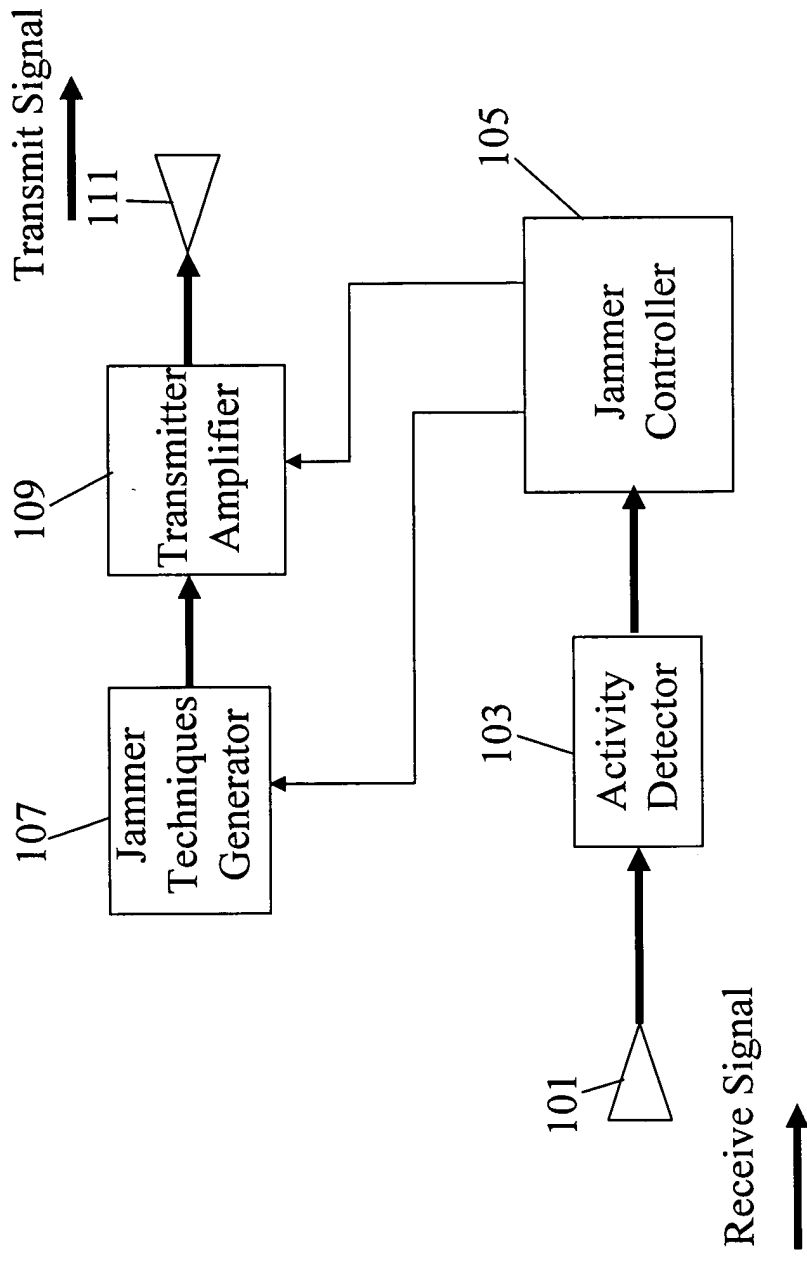 Transmit Signal
111
109
Transmitter
Amplifier
107
Jammer
Techniques
Generator
105
Jammer
Controller
103
Activity
Detector
101
Receive Signal